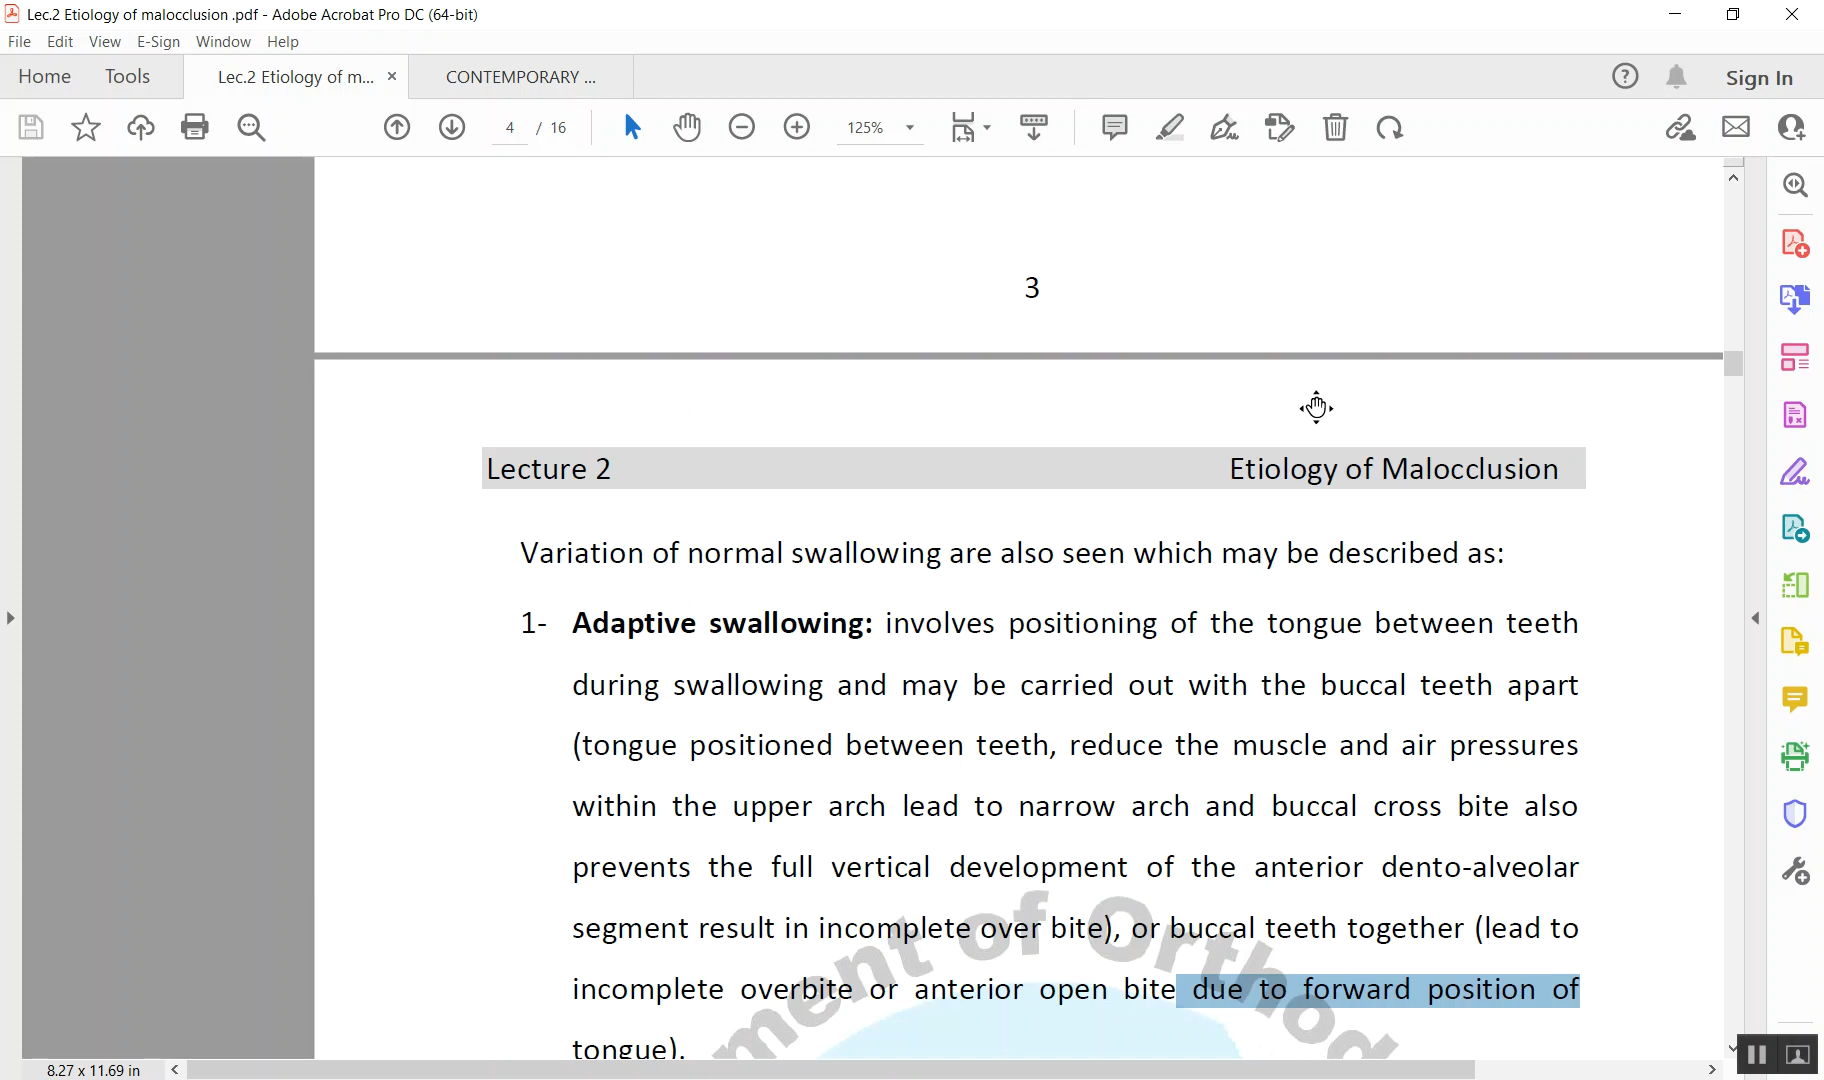 Lec.2 Etiology of malocclusion .pdf - Adobe Acrobat Pro DC (64-bit)
File Edit View E-Sign Window Help
Home Tools Lec.2 Etiology of m... × CONTEMPORARY ... Sign In
4 / 16 125%
3
Lecture 2 Etiology of Malocclusion
Variation of normal swallowing are also seen which may be described as:
1- Adaptive swallowing: involves positioning of the tongue between teeth
during swallowing and may be carried out with the buccal teeth apart
(tongue positioned between teeth, reduce the muscle and air pressures
within the upper arch lead to narrow arch and buccal cross bite also
prevents the full vertical development of the anterior dento-alveolar
segment result in incomplete over bite), or buccal teeth together (lead to
incomplete overbite or anterior open bite due to forward position of
tongue).
ment of Orthod
8.27 x 11.69 in